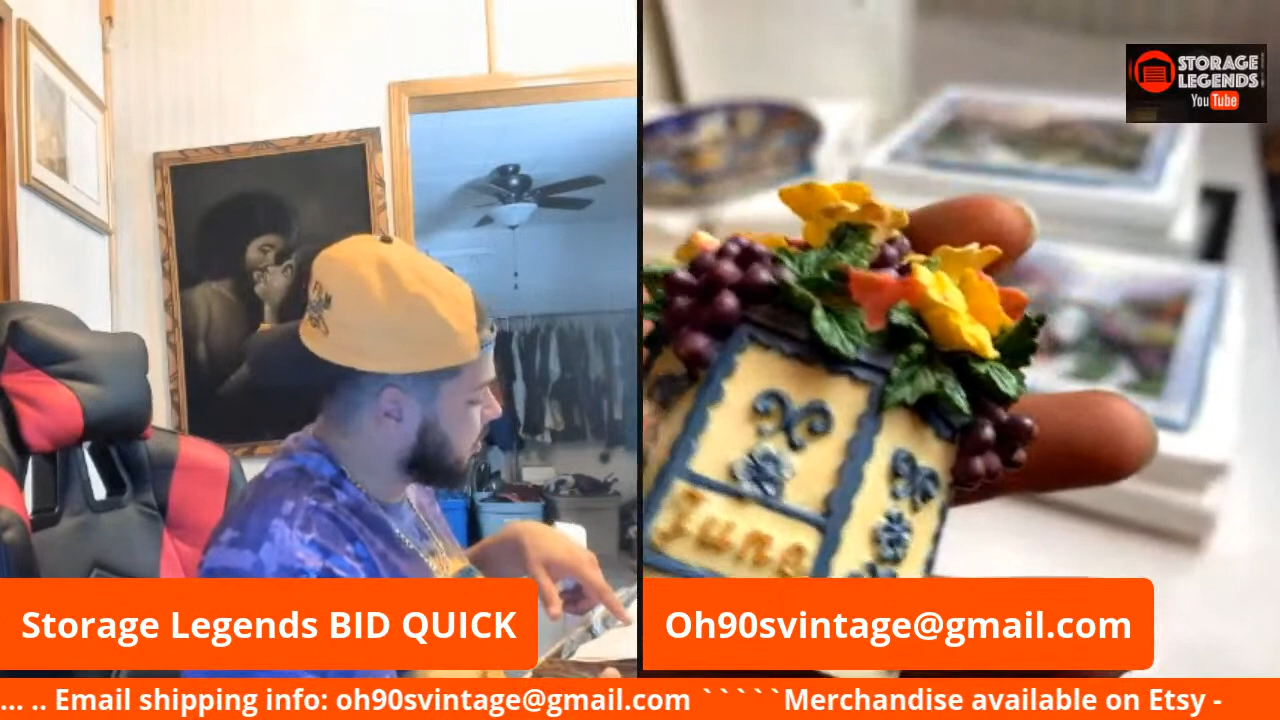 STORAGE
LEGENDS
YouTube
June
Storage Legends BID QUICK
Oh90svintage@gmail.com
... .. Email shipping info: oh90svintage@gmail.com `````Merchandise available on Etsy -